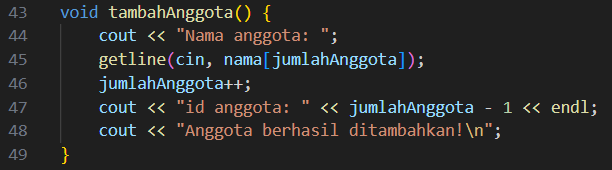 43 void tambahAnggota() {
44     cout << "Nama anggota: ";
45     getline(cin, nama[jumlahAnggota]);
46     jumlahAnggota++;
47     cout << "id anggota: " << jumlahAnggota - 1 << endl;
48     cout << "Anggota berhasil ditambahkan!\n";
49 }